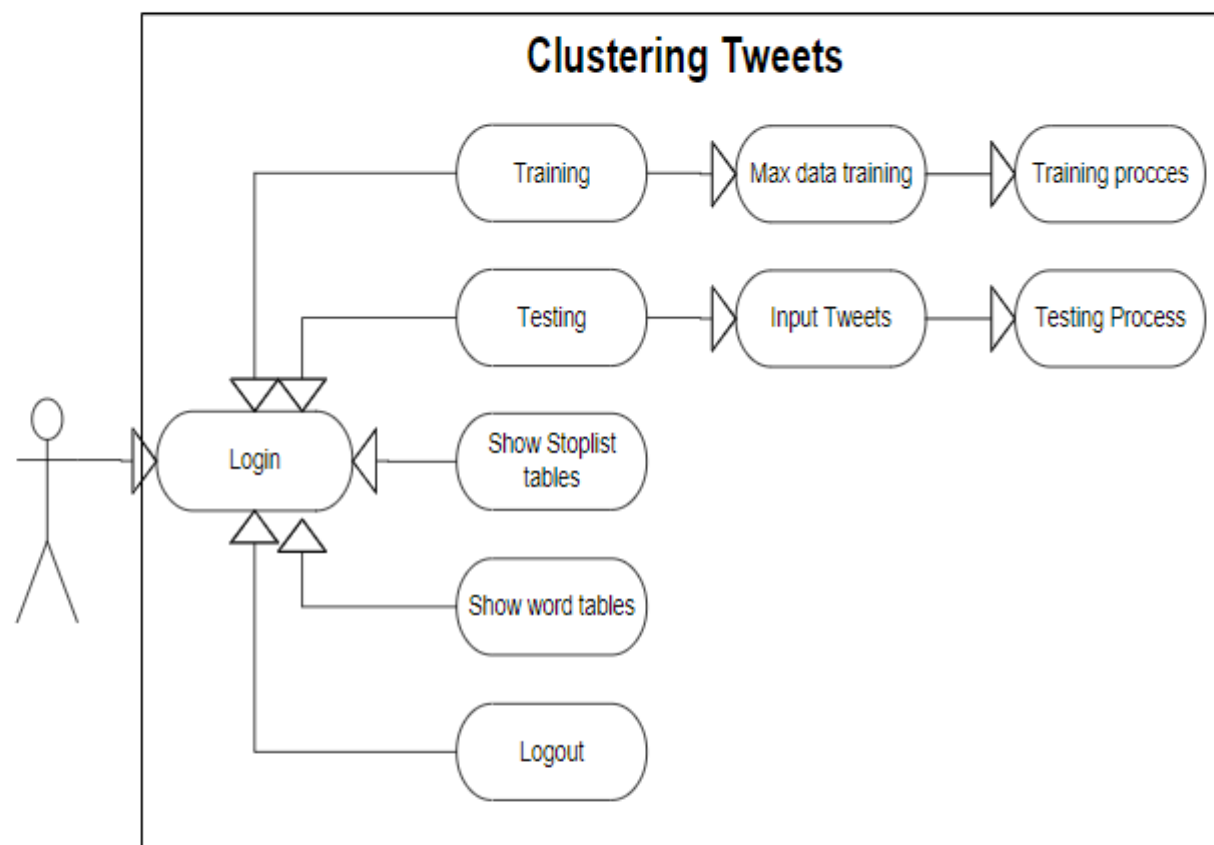 Clustering Tweets
Training
Max data training
Training procces
Testing
Input Tweets
Testing Process
Login
Show Stoplist
tables
Show word tables
Logout